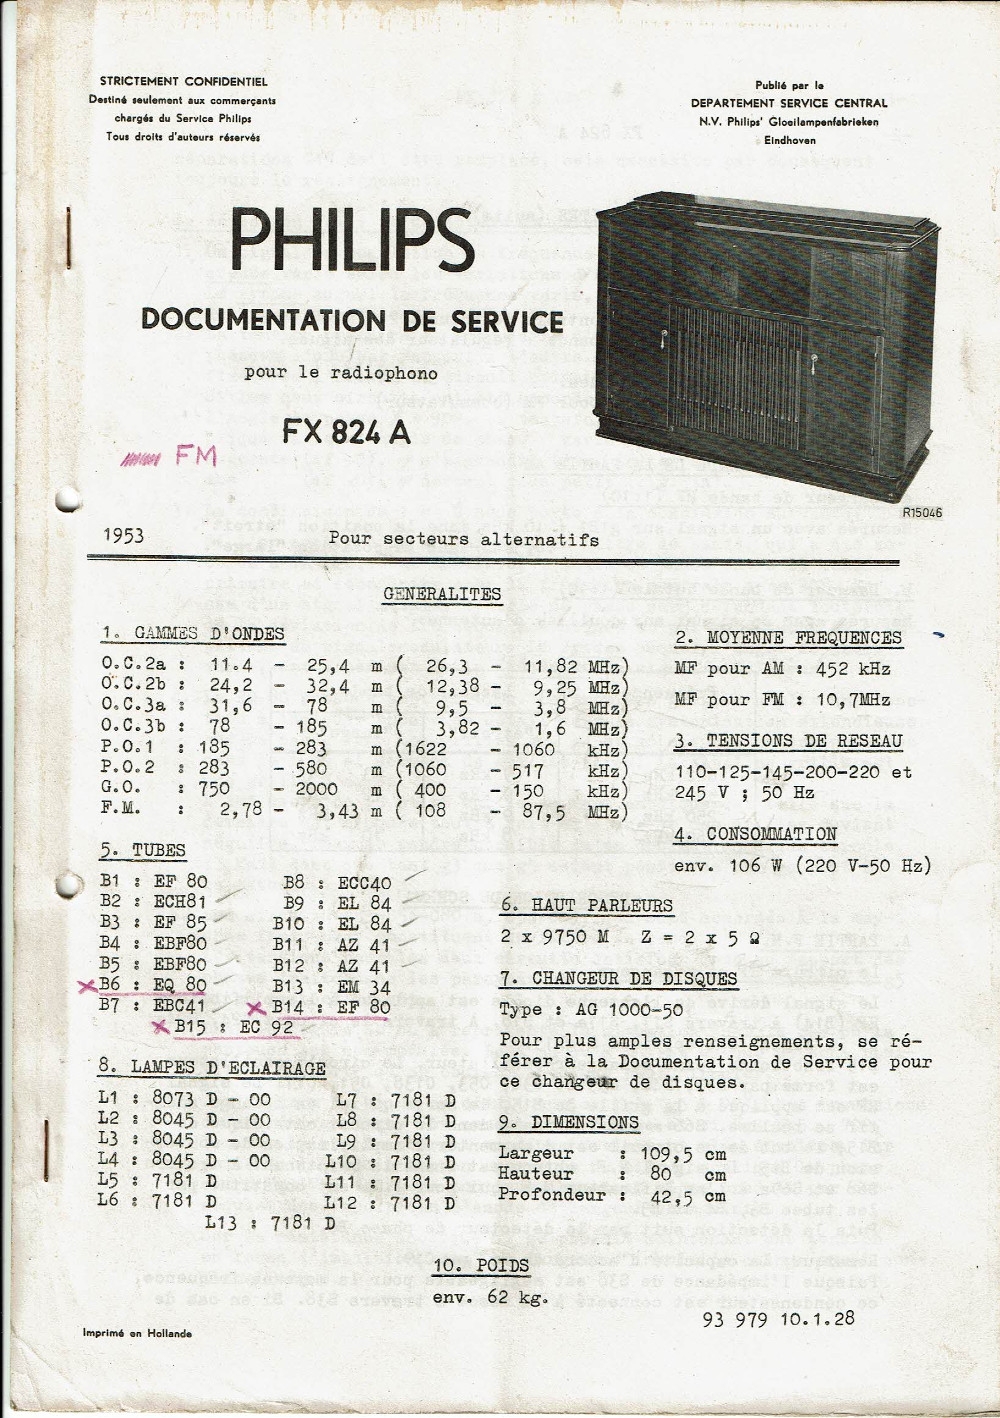 STRICTEMENT CONFIDENTIEL
Destiné seulement aux commerçants
chargés du Service Philips
Tous droits d'auteurs réservés
Publié par le
DEPARTEMENT SERVICE CENTRAL
N.V. Philips' Gloeilampenfabrieken
Eindhoven
PHILIPS
DOCUMENTATION DE SERVICE
pour le radiophono
FX 824 A
FM
R15046
1953
Pour secteurs alternatifs
GENERALITES
1. GAMMES D'ONDES
O.C.2a : 11.4 - 25,4 m ( 26,3 - 11,82 MHz)
O.C.2b : 24,2 - 32,4 m ( 12,38 - 9,25 MHz)
O.C.3a : 31,6 - 78 m ( 9,5 - 3,8 MHz)
O.C.3b : 78 - 185 m ( 3,82 - 1,6 MHz)
P.O.1 : 185 - 283 m (1622 - 1060 kHz)
P.O.2 : 283 - 580 m (1060 - 517 kHz)
G.O. : 750 - 2000 m ( 400 - 150 kHz)
F.M. : 2,78 - 3,43 m ( 108 - 87,5 MHz)
2. MOYENNE FREQUENCES
MF pour AM : 452 kHz
MF pour FM : 10,7MHz
3. TENSIONS DE RESEAU
110-125-145-200-220 et
245 V ; 50 Hz
4. CONSOMMATION
env. 106 W (220 V-50 Hz)
5. TUBES
B1 : EF 80
B2 : ECH81
B3 : EF 85
B4 : EBF80
B5 : EBF80
B6 : EQ 80
B7 : EBC41
B8 : ECC40
B9 : EL 84
B10 : EL 84
B11 : AZ 41
B12 : AZ 41
B13 : EM 34
B14 : EF 80
B15 : EC 92
6. HAUT PARLEURS
2 x 9750 M Z = 2 x 5 Ω
7. CHANGEUR DE DISQUES
Type : AG 1000-50
Pour plus amples renseignements, se ré-
férer à la Documentation de Service pour
ce changeur de disques.
8. LAMPES D'ECLAIRAGE
L1 : 8073 D - 00
L2 : 8045 D - 00
L3 : 8045 D - 00
L4 : 8045 D - 00
L5 : 7181 D
L6 : 7181 D
L7 : 7181 D
L8 : 7181 D
L9 : 7181 D
L10 : 7181 D
L11 : 7181 D
L12 : 7181 D
L13 : 7181 D
9. DIMENSIONS
Largeur : 109,5 cm
Hauteur : 80 cm
Profondeur : 42,5 cm
10. POIDS
env. 62 kg.
93 979 10.1.28
Imprimé en Hollande